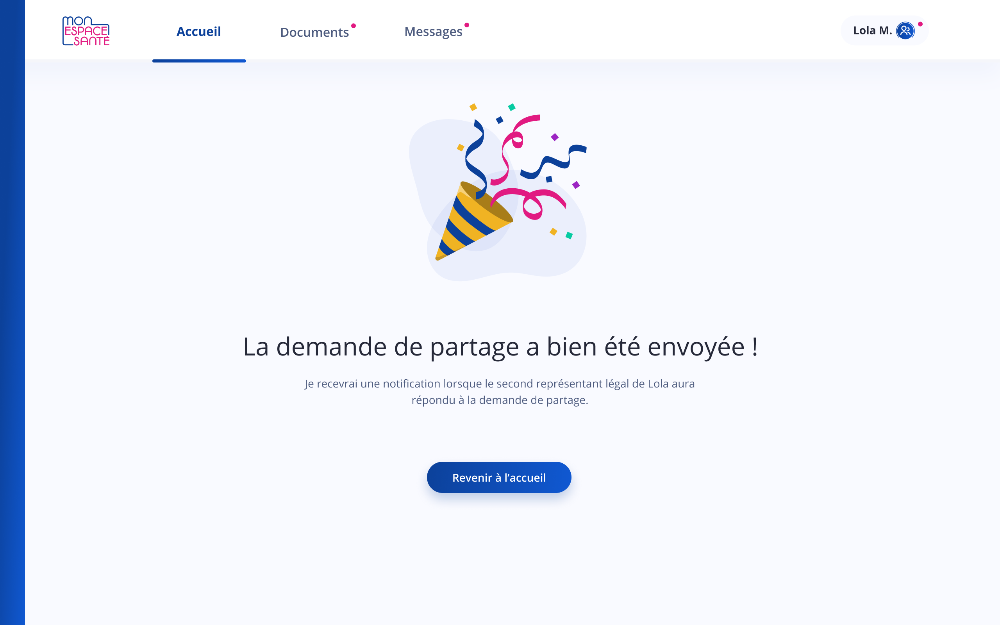 mon
ESPACE
SANTÉ
Accueil
Documents
Messages
Lola M.
La demande de partage a bien été envoyée !
Je recevrai une notification lorsque le second représentant légal de Lola aura
répondu à la demande de partage.
Revenir à l’accueil